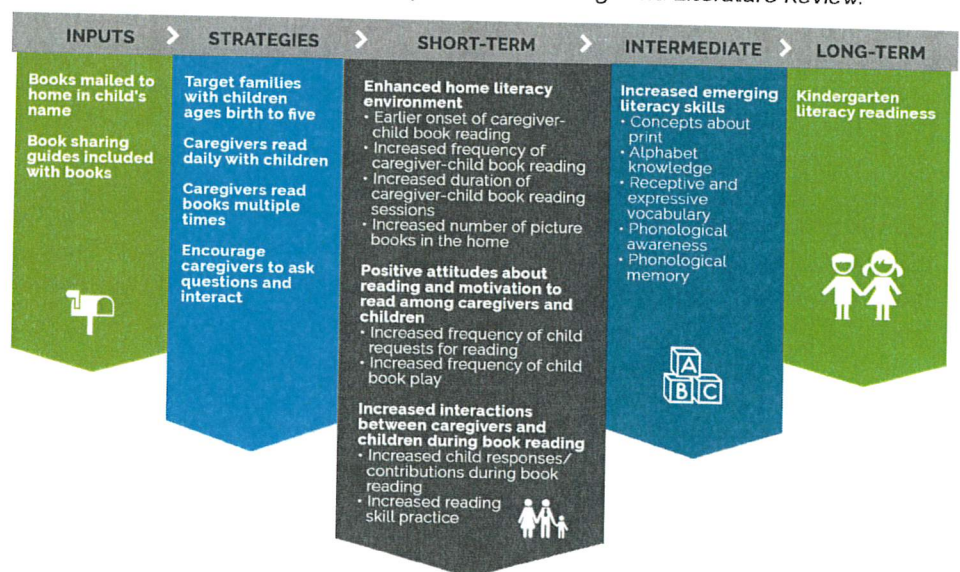 Literature Review.
INPUTS
STRATEGIES
SHORT-TERM
INTERMEDIATE
LONG-TERM
Books mailed to
home in child's
name
Book sharing
guides included
with books
Target families
with children
ages birth to five
Caregivers read
daily with children
Caregivers read
books multiple
times
Encourage
caregivers to ask
questions and
interact
Enhanced home literacy
environment
• Earlier onset of caregiver-
child book reading
• Increased frequency of
caregiver-child book reading
• Increased duration of
caregiver-child book reading
sessions
• Increased number of picture
books in the home
Positive attitudes about
reading and motivation to
read among caregivers and
children
• Increased frequency of child
requests for reading
• Increased frequency of child
book play
Increased interactions
between caregivers and
children during book reading
• Increased child responses/
contributions during book
reading
• Increased reading
skill practice
Increased emerging
literacy skills
• Concepts about
print
• Alphabet
knowledge
• Receptive and
expressive
vocabulary
• Phonological
awareness
• Phonological
memory
A
B C
Kindergarten
literacy readiness